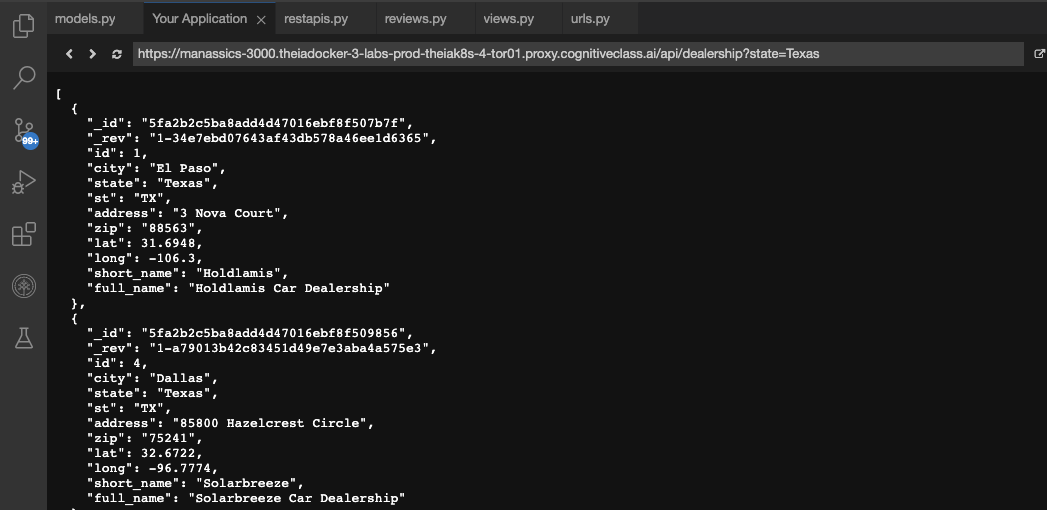 models.py
Your Application
restapis.py
reviews.py
views.py
urls.py
https://manassics-3000.theiadocker-3-labs-prod-theiak8s-4-tor01.proxy.cognitiveclass.ai/api/dealership?state=Texas
99+
[
{
"_id": "5fa2b2c5ba8add4d47016ebf8f507b7f",
"_rev": "1-34e7ebd07643af43db578a46ee1d6365",
"id": 1,
"city": "El Paso",
"state": "Texas",
"st": "TX",
"address": "3 Nova Court",
"zip": "88563",
"lat": 31.6948,
"long": -106.3,
"short_name": "Holdlamis",
"full_name": "Holdlamis Car Dealership"
},
{
"_id": "5fa2b2c5ba8add4d47016ebf8f509856",
"_rev": "1-a79013b42c83451d49e7e3aba4a575e3",
"id": 4,
"city": "Dallas",
"state": "Texas",
"st": "TX",
"address": "85800 Hazelcrest Circle",
"zip": "75241",
"lat": 32.6722,
"long": -96.7774,
"short_name": "Solarbreeze",
"full_name": "Solarbreeze Car Dealership"